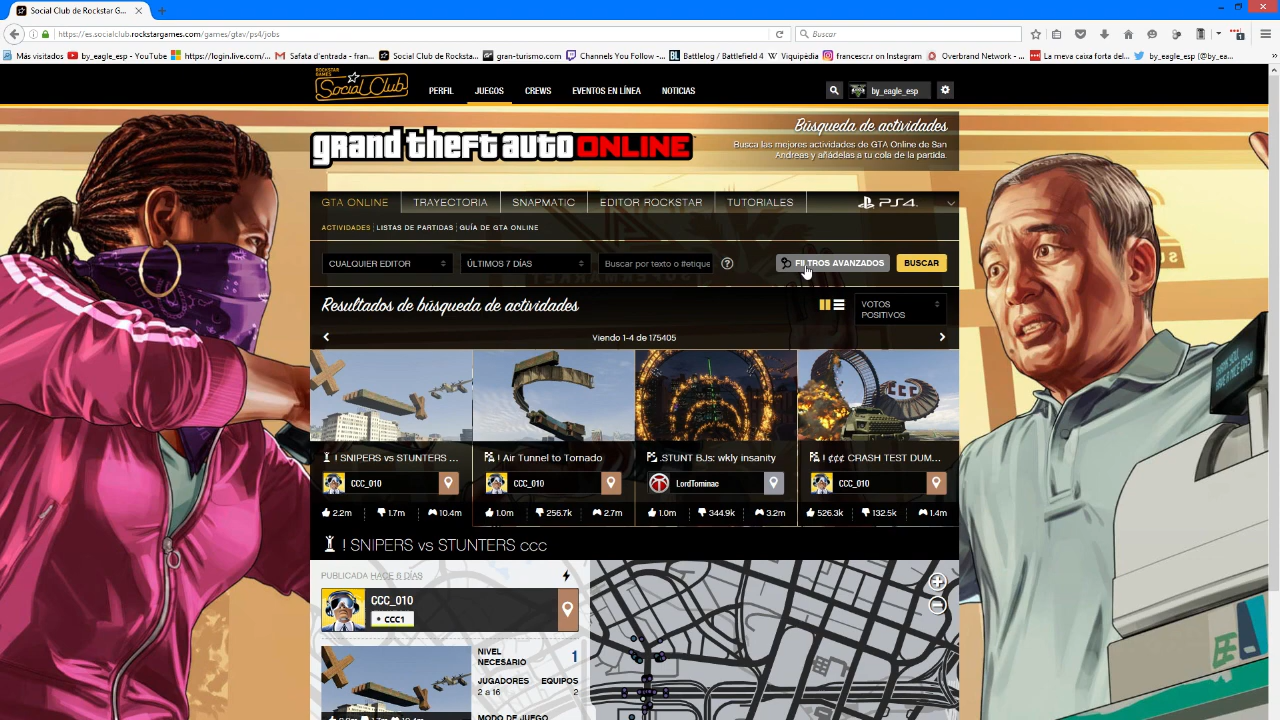 Social Club de Rockstar G...
https://es.socialclub.rockstargames.com/games/gtav/ps4/jobs
Buscar
Más visitados by_eagle_esp - YouTube https://login.live.com/... Safata d'entrada - fran... Social Club de Rocksta... gran-turismo.com Channels You Follow -... Battlelog / Battlefield 4 Viquipèdia francescr.ro on Instagram Overbrand Network - ... La meva caixa forta del... by_eagle_esp (@by_ea...
ROCKSTAR GAMES
Social Club
PERFIL JUEGOS CREWS EVENTOS EN LÍNEA NOTICIAS
by_eagle_esp
grand theft auto ONLINE
Búsqueda de actividades
Busca las mejores actividades de GTA Online de San
Andreas y añádelas a tu cola de la partida.
GTA ONLINE TRAYECTORIA SNAPMATIC EDITOR ROCKSTAR TUTORIALES PS4
ACTIVIDADES LISTAS DE PARTIDAS GUÍA DE GTA ONLINE
CUALQUIER EDITOR ÚLTIMOS 7 DÍAS Buscar por texto o #etique ? FILTROS AVANZADOS BUSCAR
Resultados de búsqueda de actividades
VOTOS
POSITIVOS
Viendo 1-4 de 175405
CCC
! SNIPERS vs STUNTERS ... ! Air Tunnel to Tornado .STUNT BJs: wkly insanity ! ¢¢¢ CRASH TEST DUM...
CCC_010 CCC_010 LordTominae CCC_010
2.2m 1.7m 10.4m 1.0m 256.7k 2.7m 1.0m 344.9k 3.2m 526.3k 132.5k 1.4m
! SNIPERS vs STUNTERS ccc
PUBLICADA HACE 6 DÍAS
CCC_010
CCC1
NIVEL
NECESARIO
1
JUGADORES EQUIPOS
2 a 16 2
MODO DE JUEGO